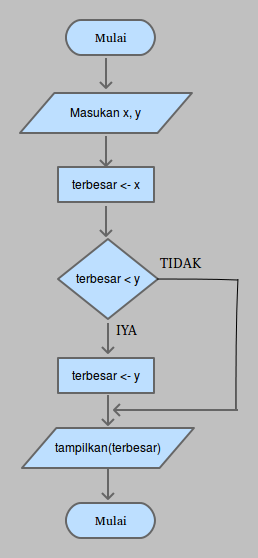 Mulai
Masukan x, y
terbesar <- x
terbesar < y
TIDAK
IYA
terbesar <- y
tampilkan(terbesar)
Mulai